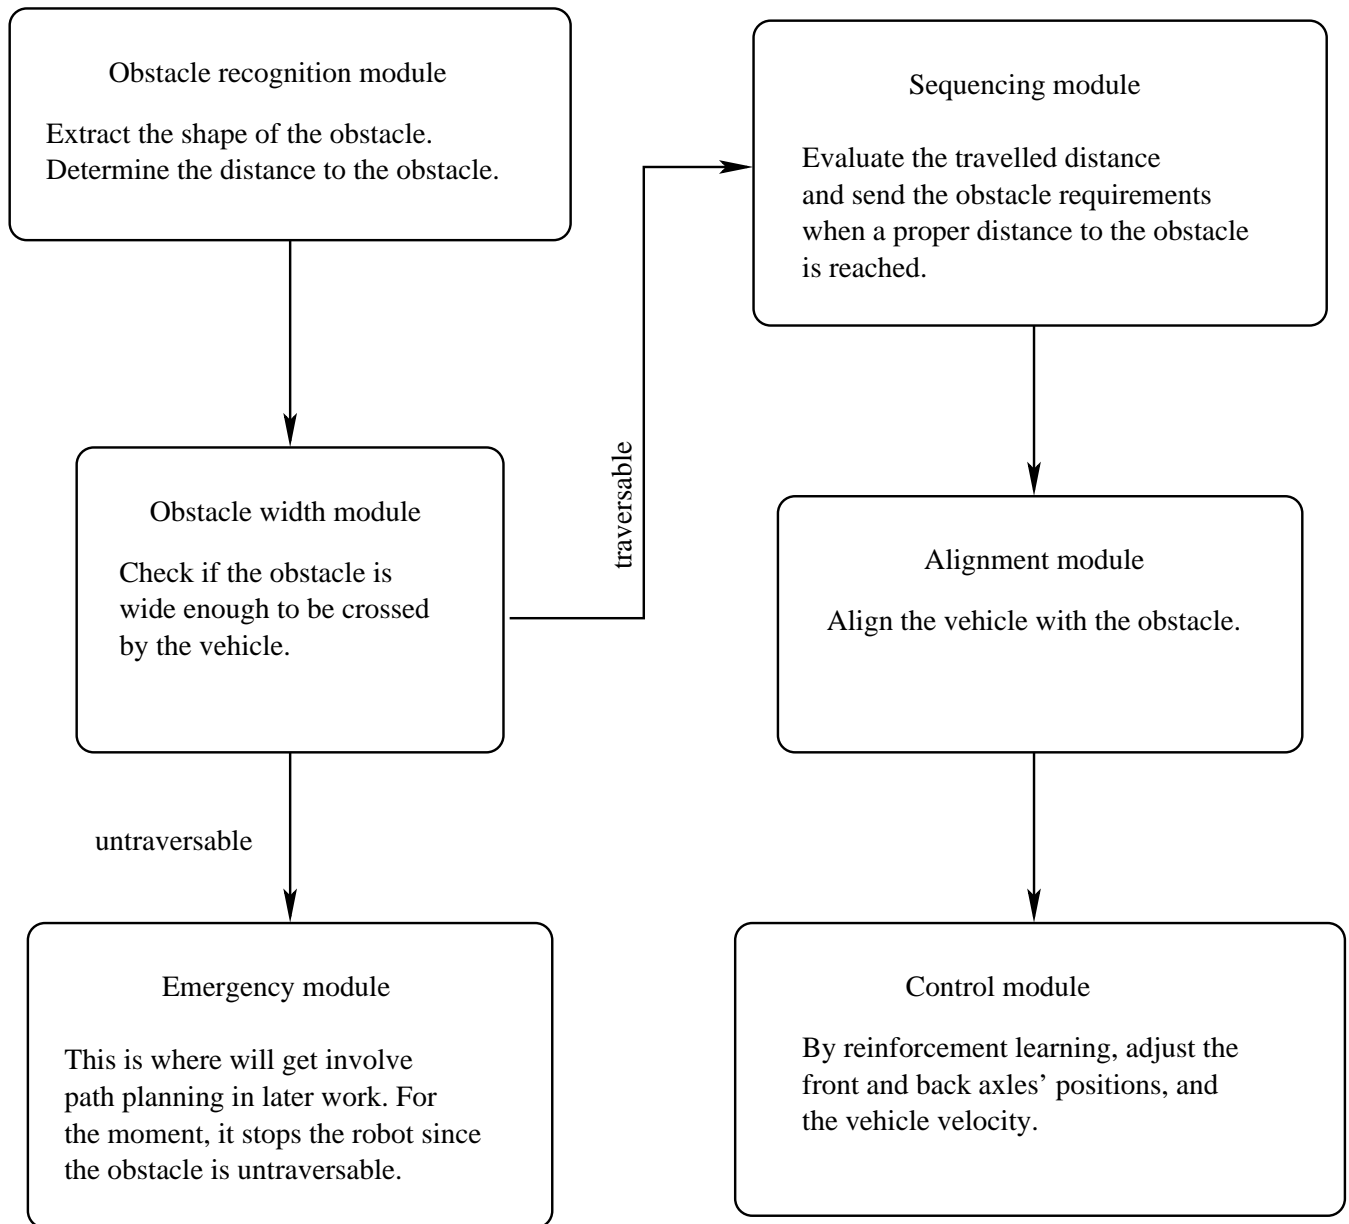 Obstacle recognition module
Extract the shape of the obstacle.
Determine the distance to the obstacle.
Obstacle width module
Check if the obstacle is
wide enough to be crossed
by the vehicle.
untraversable
Emergency module
This is where will get involve
path planning in later work. For
the moment, it stops the robot since
the obstacle is untraversable.
traversable
Sequencing module
Evaluate the travelled distance
and send the obstacle requirements
when a proper distance to the obstacle
is reached.
Alignment module
Align the vehicle with the obstacle.
Control module
By reinforcement learning, adjust the
front and back axles’ positions, and
the vehicle velocity.